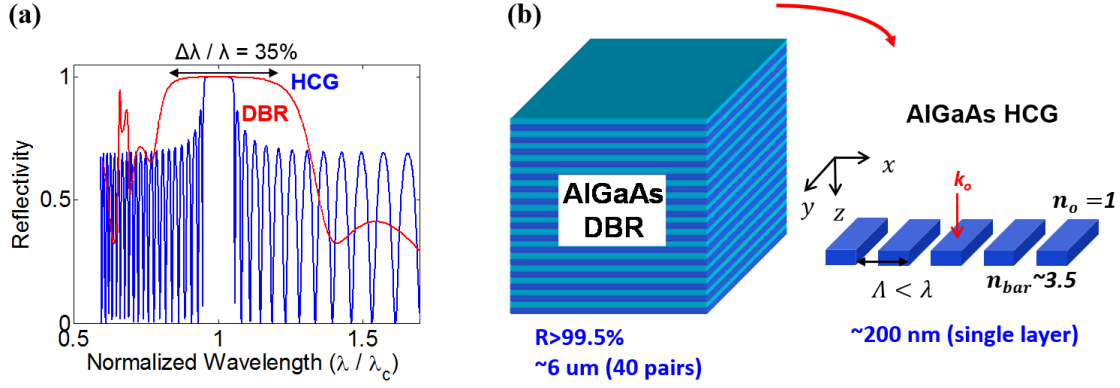 (a)
Δλ / λ = 35%
HCG
DBR
1
0.5
0
0.5
1
1.5
Reflectivity
Normalized Wavelength (λ / λc)
(b)
AlGaAs
DBR
R>99.5%
~6 um (40 pairs)
AlGaAs HCG
x
y
z
ko
no =1
nbar~3.5
Λ < λ
~200 nm (single layer)